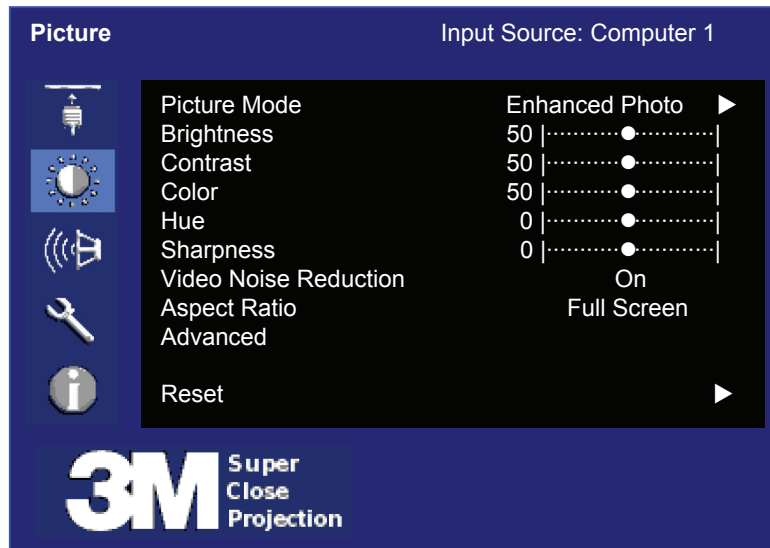 Picture Input Source: Computer 1
Picture Mode Enhanced Photo ▶
Brightness 50 |···········●···········|
Contrast 50 |···········●···········|
Color 50 |···········●···········|
Hue 0 |···········●···········|
Sharpness 0 |···········●···········|
Video Noise Reduction On
Aspect Ratio Full Screen
Advanced
Reset ▶
3M
Super
Close
Projection